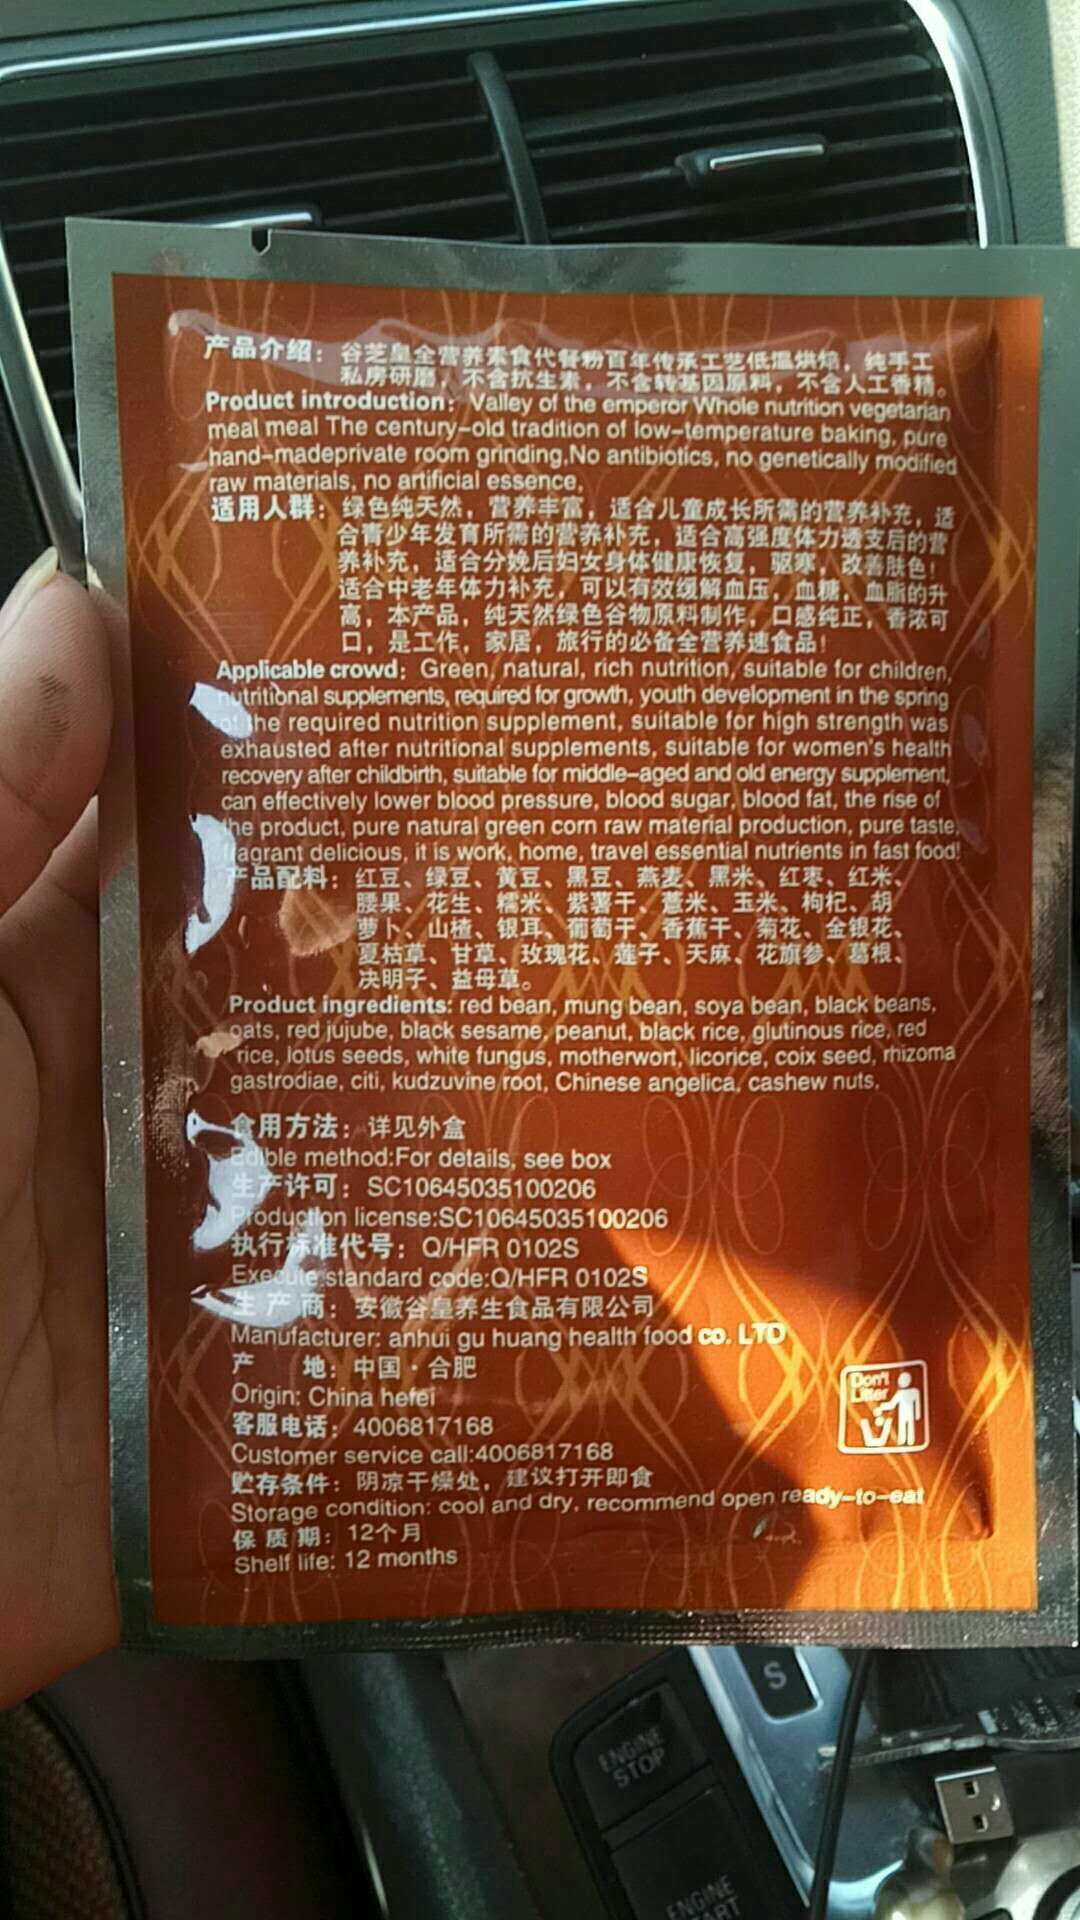 产品介绍：谷芝皇全营养素食代餐粉百年传承工艺低温烘焙，纯手工
私房研磨，不含抗生素，不含转基因原料，不含人工香精。
Product introduction: Valley of the emperor Whole nutrition vegetarian
meal meal The century-old tradition of low-temperature baking, pure
hand-madeprivate room grinding,No antibiotics, no genetically modified
raw materials, no artificial essence,
适用人群：绿色纯天然，营养丰富，适合儿童成长所需的营养补充，适
合青少年发育所需的营养补充，适合高强度体力透支后的营
养补充，适合分娩后妇女身体健康恢复，驱寒，改善肤色！
适合中老年体力补充，可以有效缓解血压，血糖，血脂的升
高，本产品，纯天然绿色谷物原料制作，口感纯正，香浓可
口，是工作，家居，旅行的必备全营养速食品！
Applicable crowd: Green, natural, rich nutrition, suitable for children,
nutritional supplements, required for growth, youth development in the spring
of the required nutrition supplement, suitable for high strength was
exhausted after nutritional supplements, suitable for women's health
recovery after childbirth, suitable for middle-aged and old energy supplement,
can effectively lower blood pressure, blood sugar, blood fat, the rise of
the product, pure natural green corn raw material production, pure taste,
fragrant delicious, it is work, home, travel essential nutrients in fast food!
产品配料：红豆、绿豆、黄豆、黑豆、燕麦、黑米、红枣、红米、
腰果、花生、糯米、紫薯干、薏米、玉米、枸杞、胡
萝卜、山楂、银耳、葡萄干、香蕉干、菊花、金银花、
夏枯草、甘草、玫瑰花、莲子、天麻、花旗参、葛根、
决明子、益母草。
Product ingredients: red bean, mung bean, soya bean, black beans,
oats, red jujube, black sesame, peanut, black rice, glutinous rice, red
rice, lotus seeds, white fungus, motherwort, licorice, coix seed, rhizoma
gastrodiae, citi, kudzuvine root, Chinese angelica, cashew nuts.
食用方法：详见外盒
Edible method:For details, see box
生产许可：SC10645035100206
Production license:SC10645035100206
执行标准代号：Q/HFR 0102S
Execute standard code:Q/HFR 0102S
生产商：安徽谷皇养生食品有限公司
Manufacturer: anhui gu huang health food co. LTD
产地：中国·合肥
Origin: China hefei
Don't
Litter
客服电话：4006817168
Customer service call:4006817168
贮存条件：阴凉干燥处，建议打开即食
Storage condition: cool and dry, recommend open ready-to-eat
保质期：12个月
Shelf life: 12 months
S
ENGINE
STOP
ENGINE